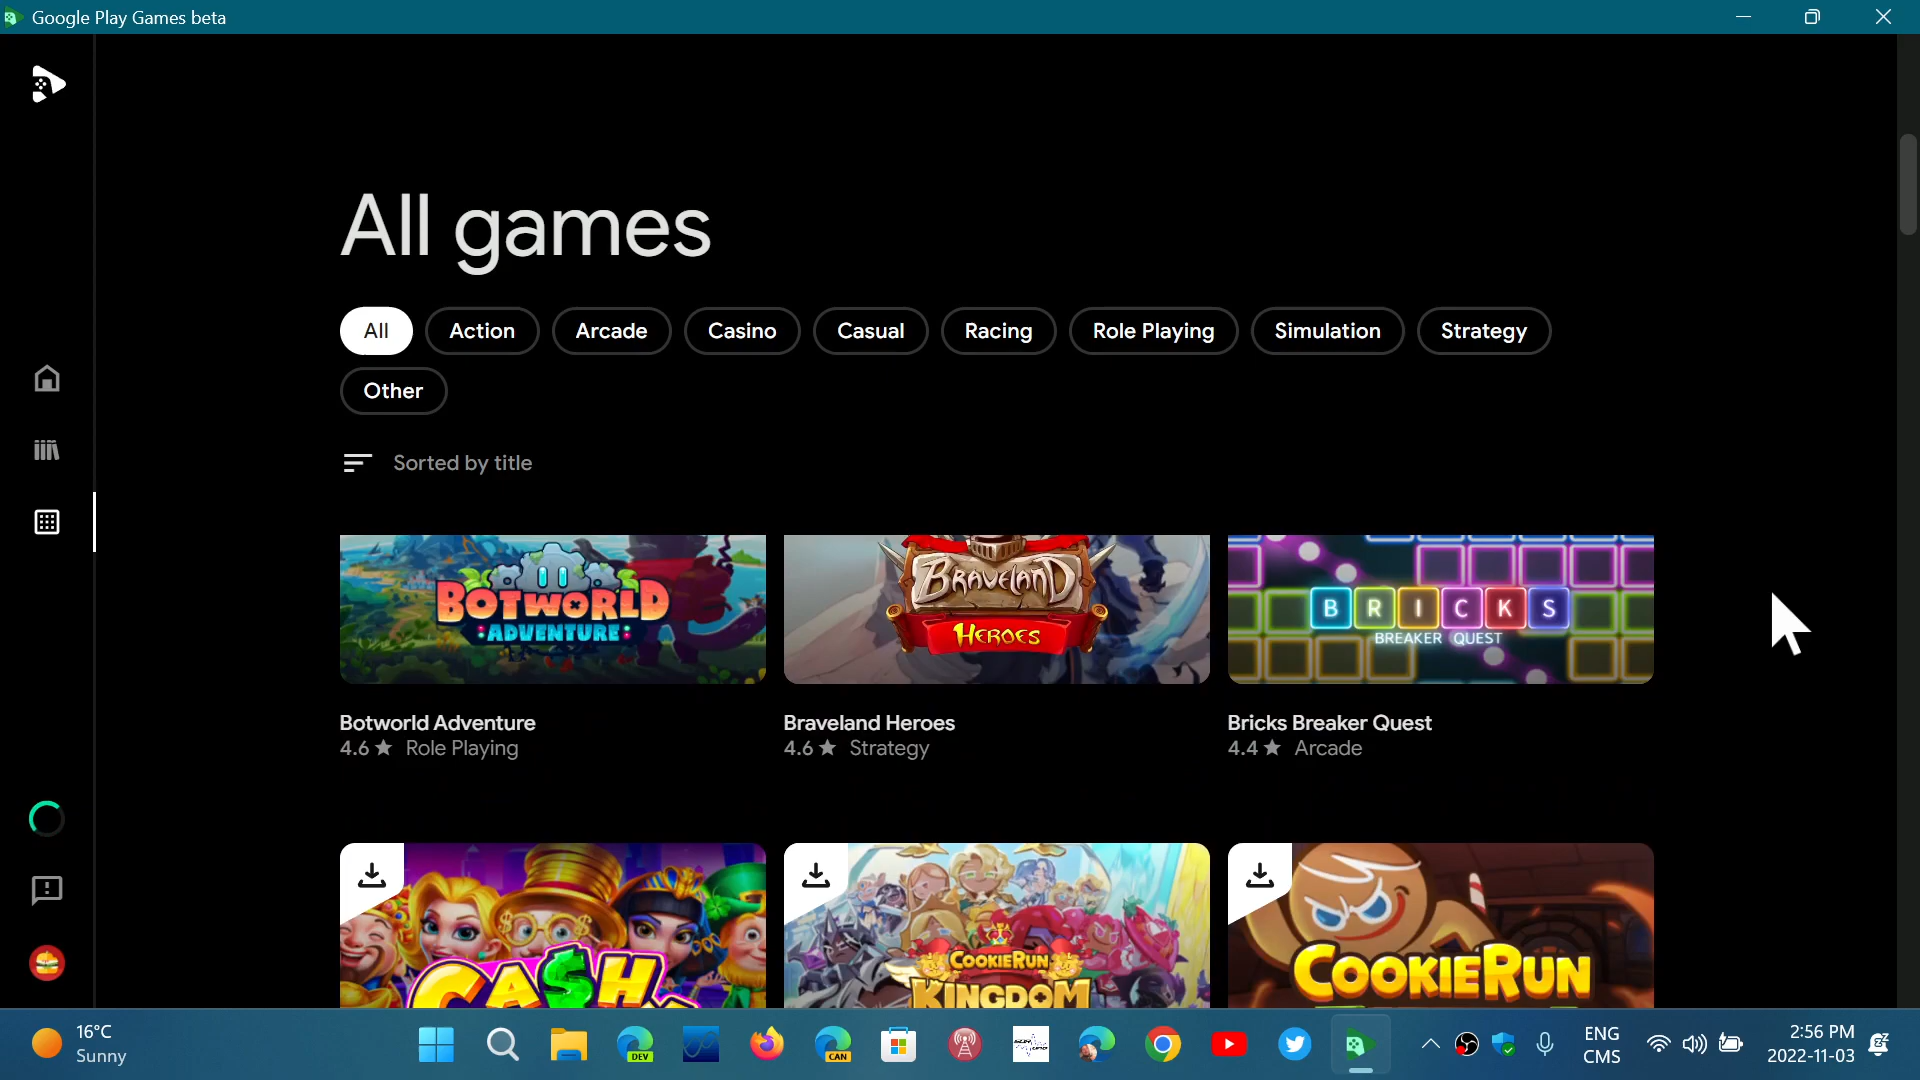 Google Play Games beta
All games
All Action Arcade Casino Casual Racing Role Playing Simulation Strategy
Other
Sorted by title
BOTWORLD
ADVENTURE
BRAVELAND
HEROES
BRICKS
BREAKER QUEST
Botworld Adventure
4.6 ★ Role Playing
Braveland Heroes
4.6 ★ Strategy
Bricks Breaker Quest
4.4 ★ Arcade
CASH
COOKIERUN
KINGDOM
COOKIERUN
16°C
Sunny
DEV
CAN
ENG
CMS
2:56 PM
2022-11-03